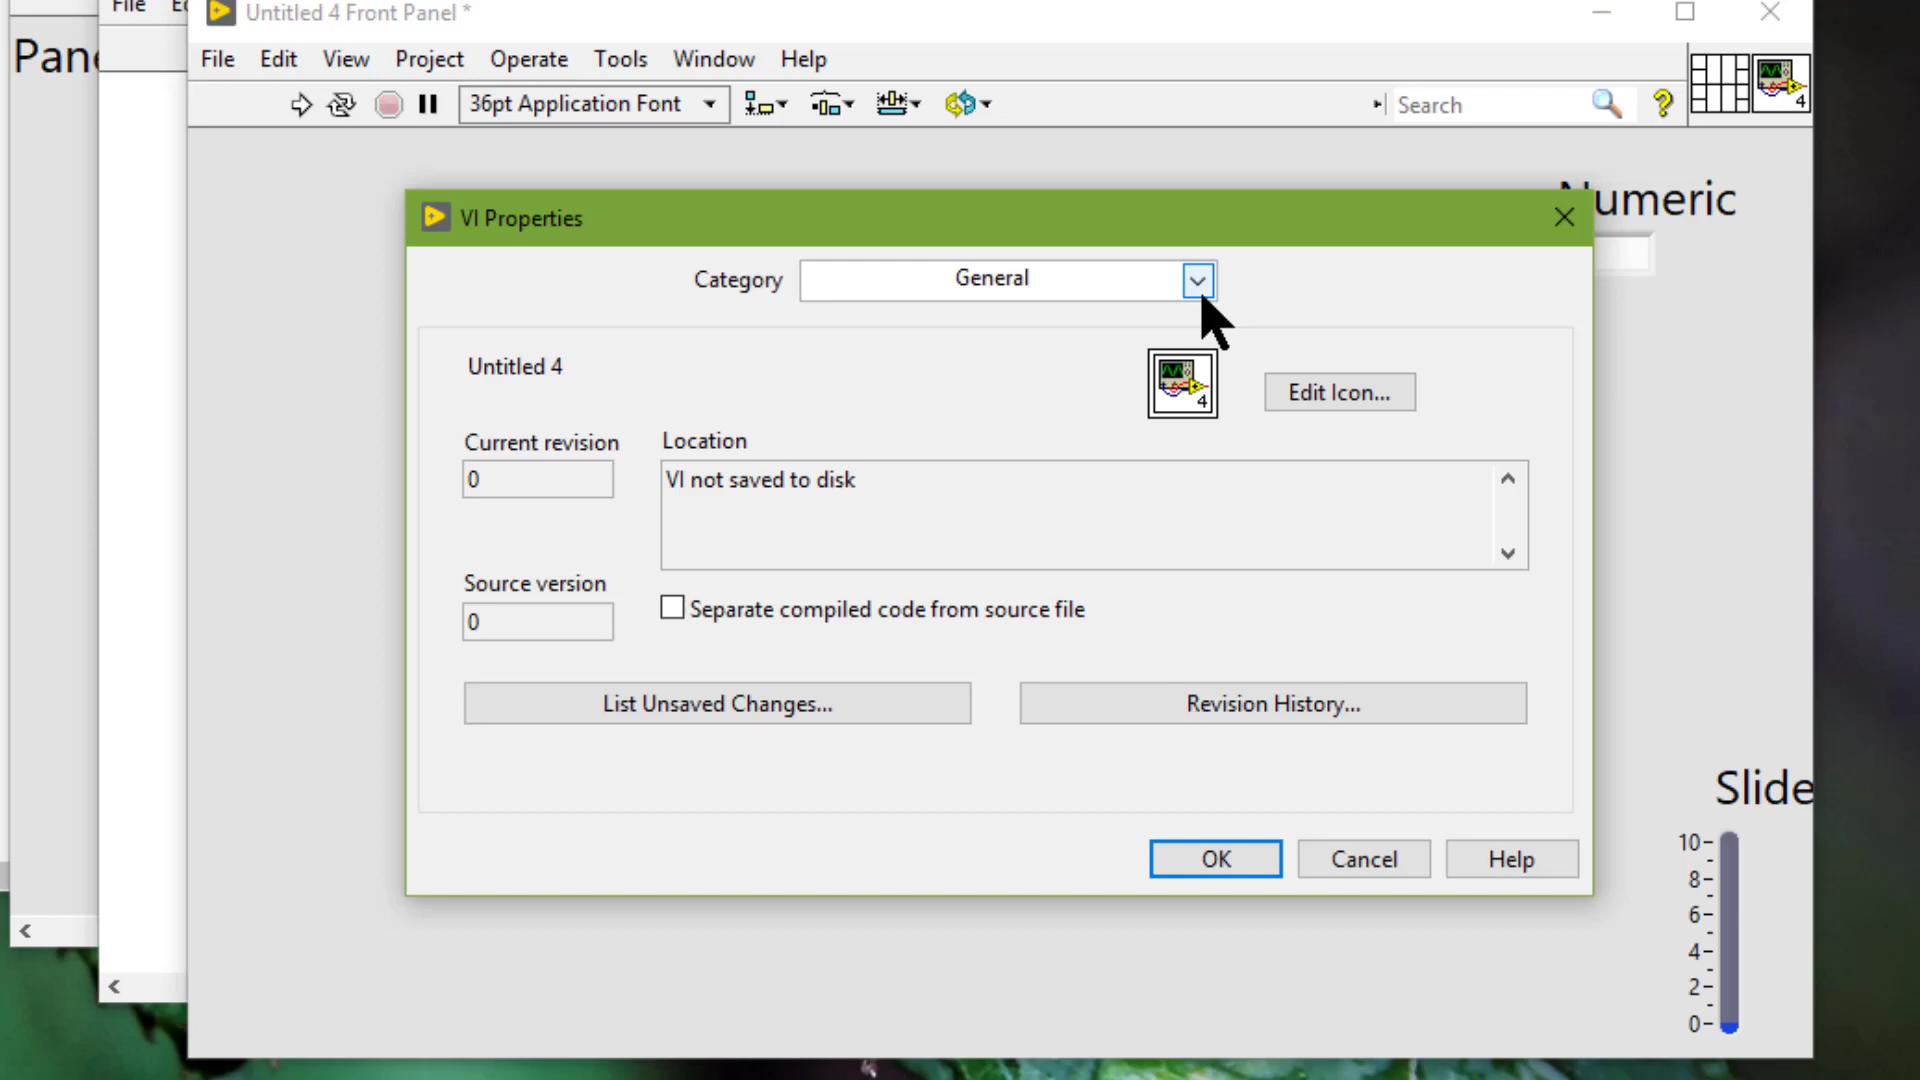 File
Untitled 4 Front Panel *
Pane
File Edit View Project Operate Tools Window Help
36pt Application Font
Search
4
umeric
VI Properties
Category
General
Untitled 4
4
Edit Icon...
Current revision
Location
0
VI not saved to disk
Source version
0
Separate compiled code from source file
List Unsaved Changes...
Revision History...
Slide
10
8
6
4
2
0
OK
Cancel
Help